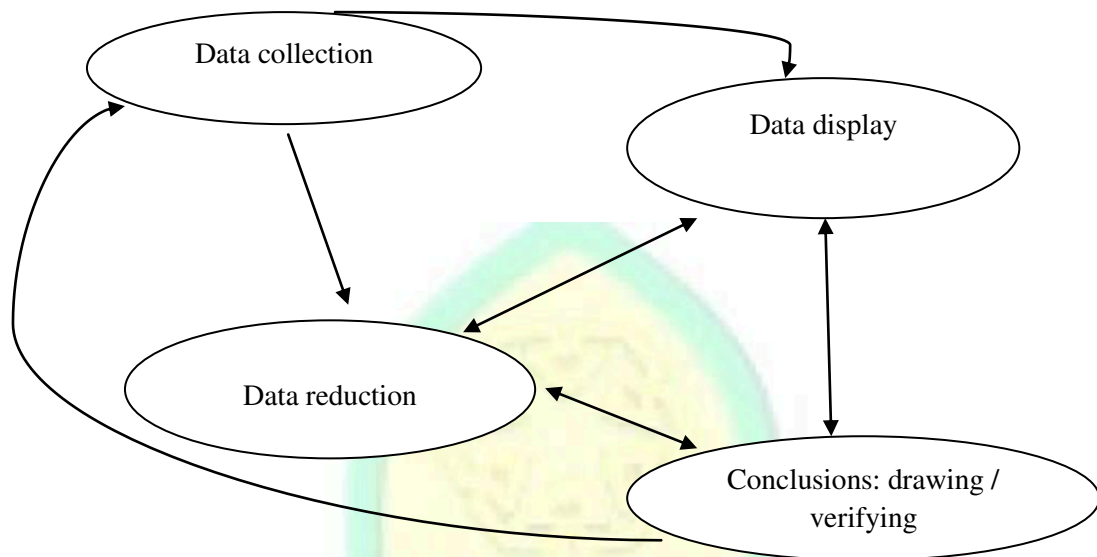 Data collection
Data display
Data reduction
Conclusions: drawing /
verifying